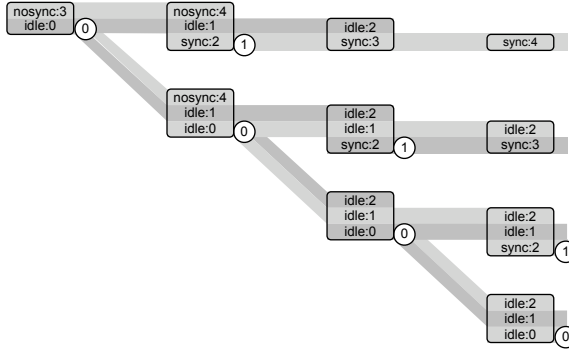 nosync:3
idle:0
0
nosync:4
idle:1
sync:2
1
idle:2
sync:3
sync:4
nosync:4
idle:1
idle:0
0
idle:2
idle:1
sync:2
1
idle:2
sync:3
idle:2
idle:1
idle:0
0
idle:2
idle:1
sync:2
1
idle:2
idle:1
idle:0
0